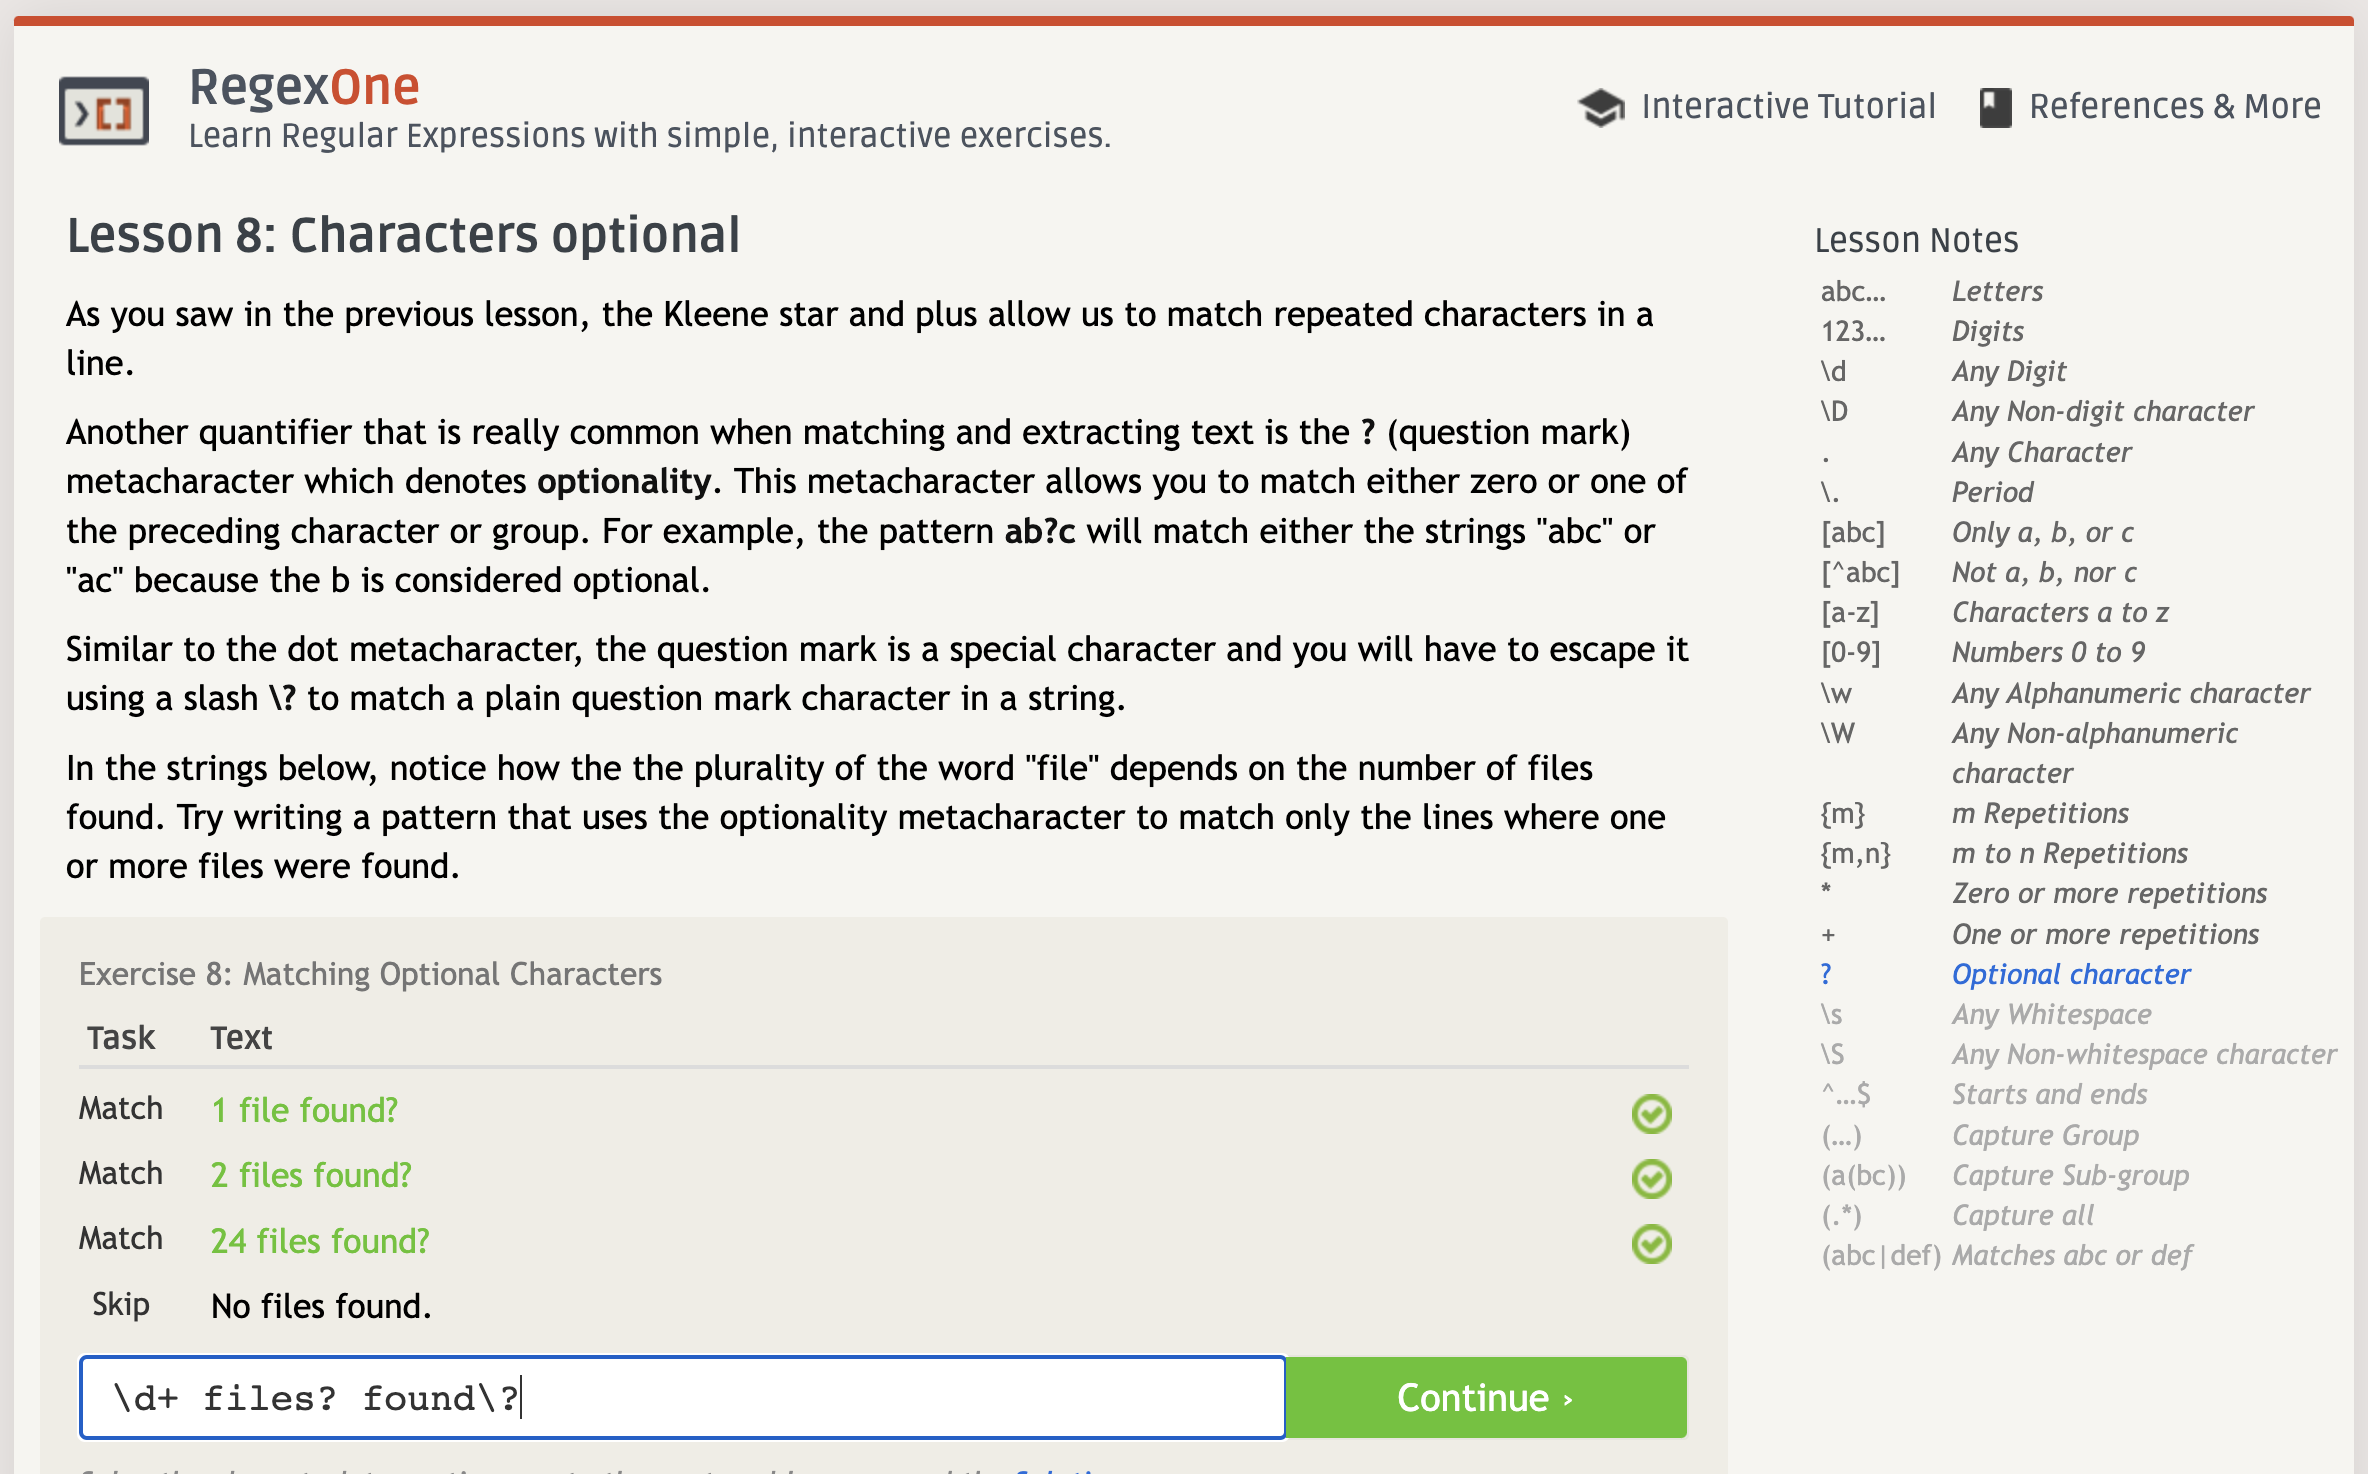 RegexOne
Learn Regular Expressions with simple, interactive exercises.
Interactive Tutorial
References & More
Lesson 8: Characters optional
As you saw in the previous lesson, the Kleene star and plus allow us to match repeated characters in a
line.
Another quantifier that is really common when matching and extracting text is the ? (question mark)
metacharacter which denotes optionality. This metacharacter allows you to match either zero or one of
the preceding character or group. For example, the pattern ab?c will match either the strings "abc" or
"ac" because the b is considered optional.
Similar to the dot metacharacter, the question mark is a special character and you will have to escape it
using a slash \? to match a plain question mark character in a string.
In the strings below, notice how the the plurality of the word "file" depends on the number of files
found. Try writing a pattern that uses the optionality metacharacter to match only the lines where one
or more files were found.
Exercise 8: Matching Optional Characters
Task Text
Match 1 file found?
Match 2 files found?
Match 24 files found?
Skip No files found.
\d+ files? found\?
Continue ›
Lesson Notes
abc… Letters
123… Digits
\d Any Digit
\D Any Non-digit character
. Any Character
\. Period
[abc] Only a, b, or c
[^abc] Not a, b, nor c
[a-z] Characters a to z
[0-9] Numbers 0 to 9
\w Any Alphanumeric character
\W Any Non-alphanumeric
character
{m} m Repetitions
{m,n} m to n Repetitions
* Zero or more repetitions
+ One or more repetitions
? Optional character
\s Any Whitespace
\S Any Non-whitespace character
^…$ Starts and ends
(…) Capture Group
(a(bc)) Capture Sub-group
(.*) Capture all
(abc|def) Matches abc or def